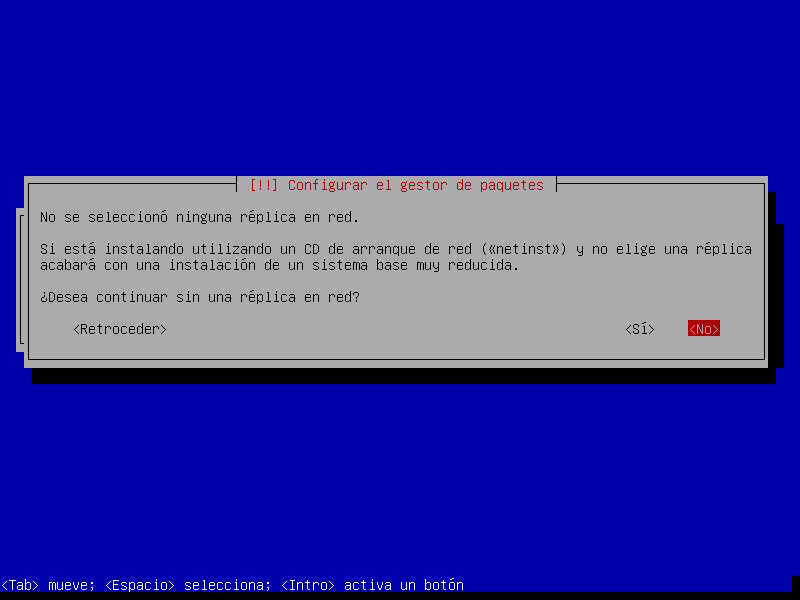 [!!] Configurar el gestor de paquetes
No se seleccionó ninguna réplica en red.
Si está instalando utilizando un CD de arranque de red («netinst») y no elige una réplica
acabará con una instalación de un sistema base muy reducida.
¿Desea continuar sin una réplica en red?
<Retroceder> <Sí> <No>
<Tab> mueve; <Espacio> selecciona; <Intro> activa un botón